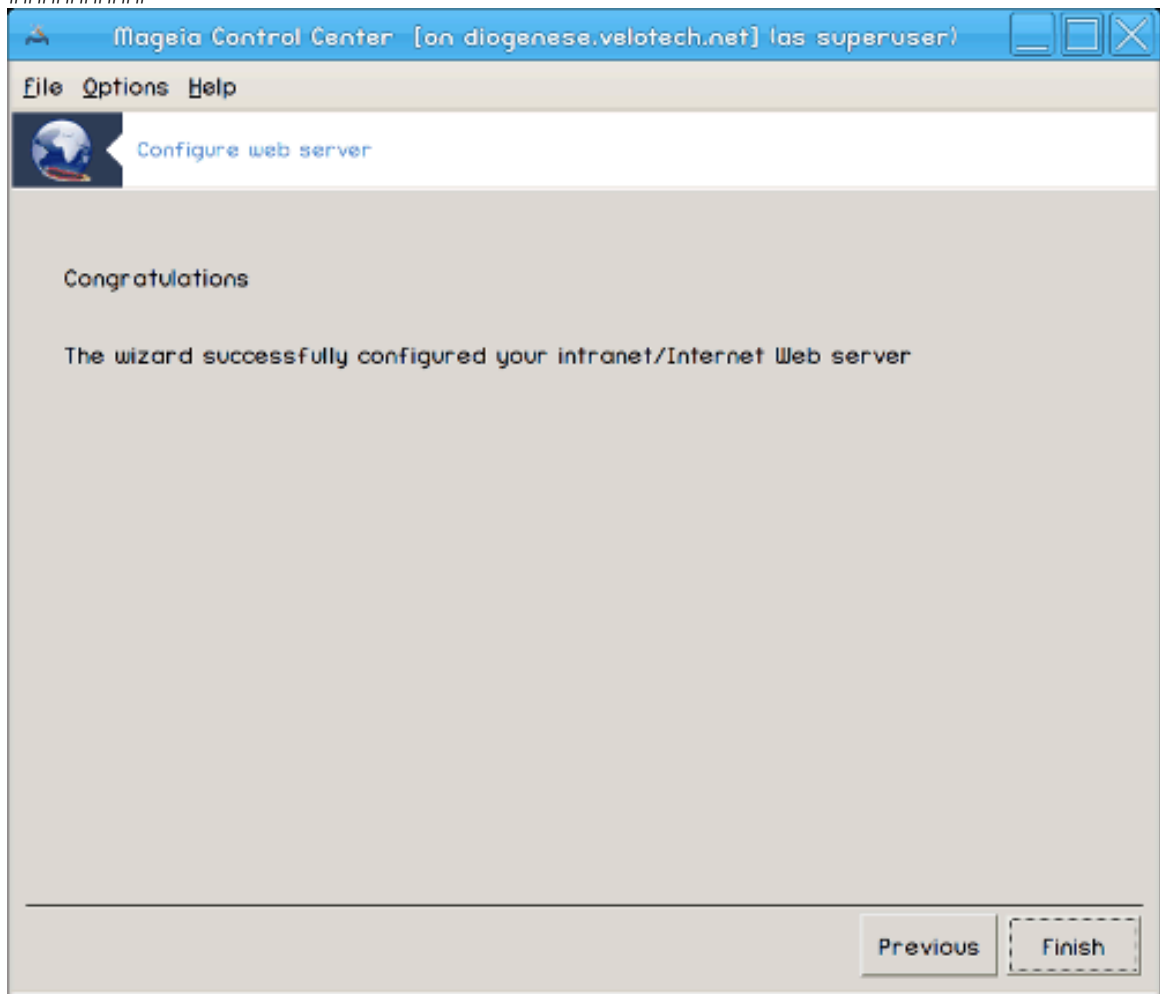 Mageia Control Center [on diogenese.velotech.net] (as superuser)
File Options Help
Configure web server
Congratulations
The wizard successfully configured your intranet/Internet Web server
Previous Finish